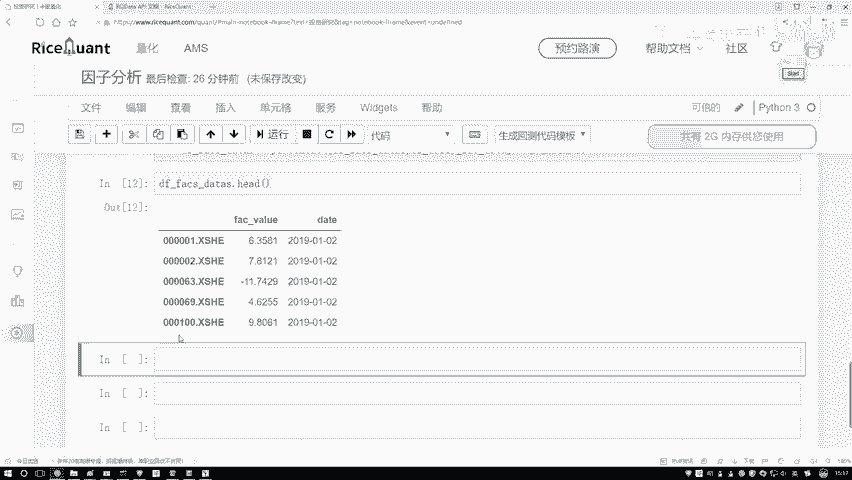 RiceQuant
量化
AMS
预约路演
帮助文档
社区
因子分析 最后检查: 26 分钟前 (未保存改变)
Start
文件 编辑 查看 插入 单元格 服务 Widgets 帮助
可信的
Python 3
运行
代码
生成回测代码模板
共有 2G 内存供您使用
In [12]: df_facs_datas.head()
Out[12]:
fac_value date
000001.XSHE 6.3581 2019-01-02
000002.XSHE 7.8121 2019-01-02
000063.XSHE -11.7429 2019-01-02
000069.XSHE 4.6255 2019-01-02
000100.XSHE 9.8061 2019-01-02
In [ ]:
In [ ]:
In [ ]: